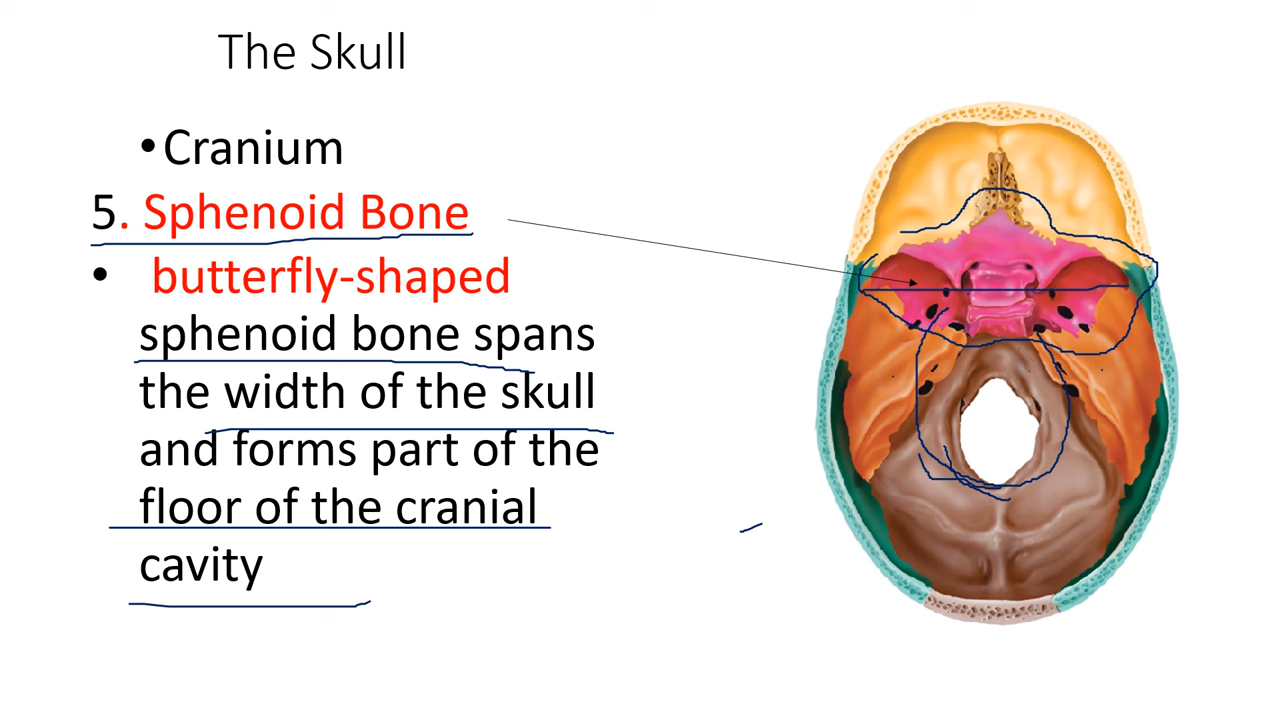 The Skull
•Cranium
5. Sphenoid Bone
• butterfly-shaped
sphenoid bone spans
the width of the skull
and forms part of the
floor of the cranial
cavity